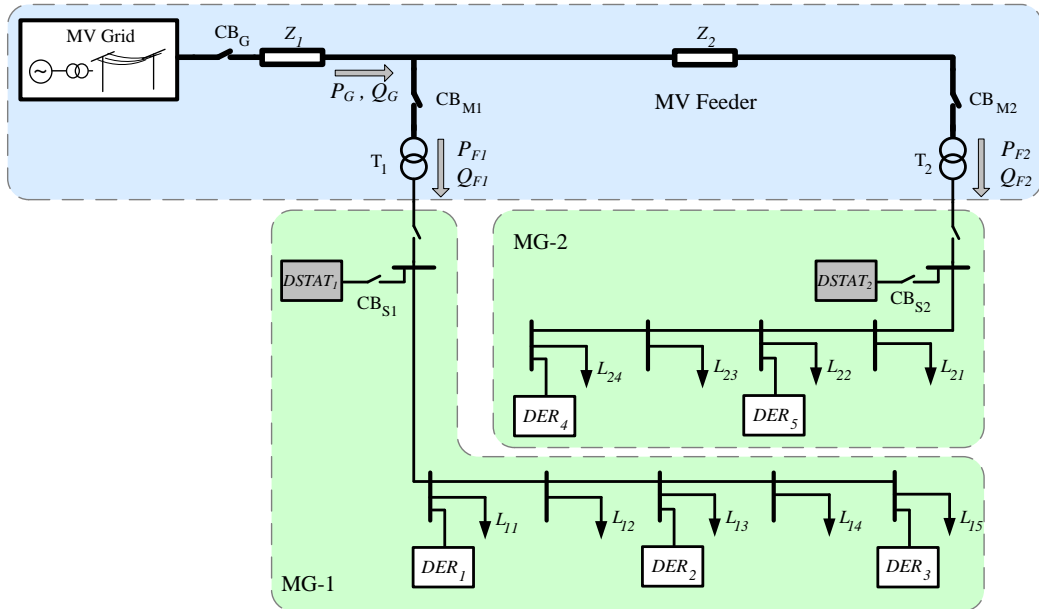 MV Grid
CB_G
Z_1
Z_2
P_G , Q_G
CB_M1
MV Feeder
CB_M2
T_1
P_F1
Q_F1
T_2
P_F2
Q_F2
MG-2
DSTAT_1
CB_S1
DSTAT_2
CB_S2
L_24
L_23
L_22
L_21
DER_4
DER_5
L_11
L_12
L_13
L_14
L_15
DER_1
DER_2
DER_3
MG-1